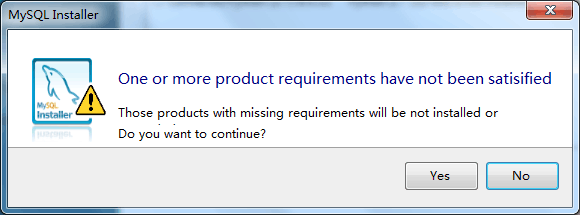 MySQL Installer
One or more product requirements have not been satisified
MySQL
Installer
Those products with missing requirements will be not installed or
Do you want to continue?
Yes
No